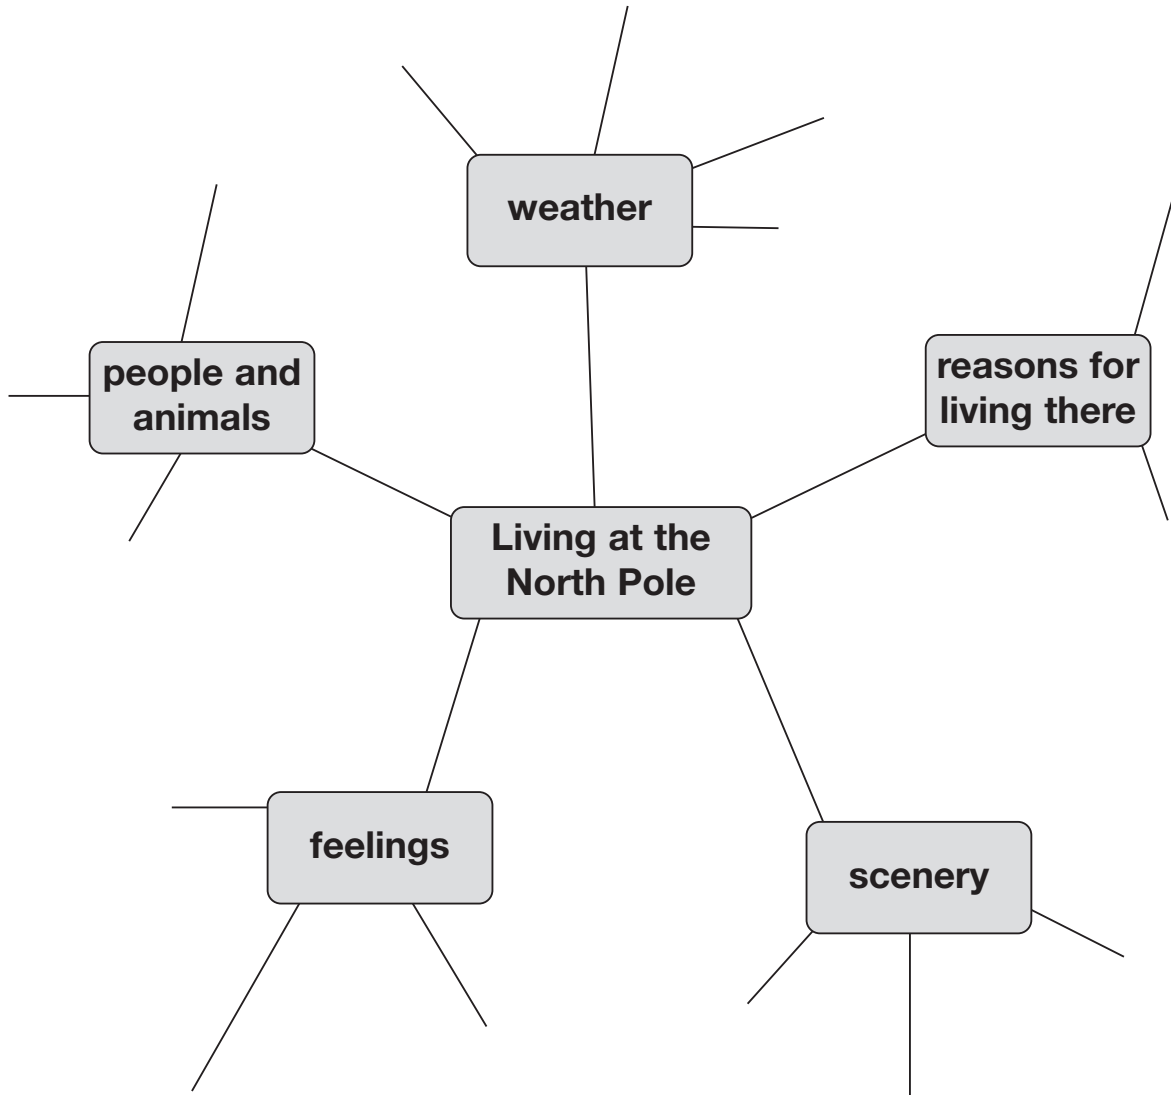 weather
people and
animals
reasons for
living there
Living at the
North Pole
feelings
scenery